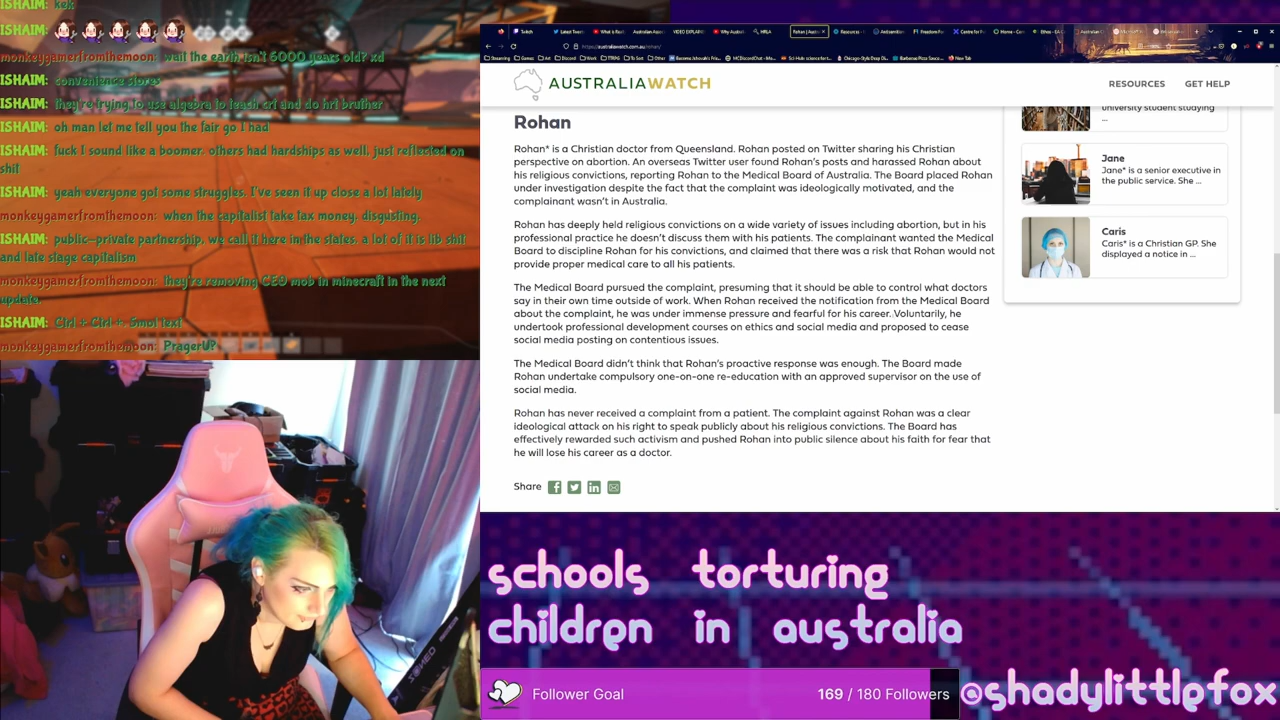 ISHAIM: kek
ISHAIM:
monkeygamerfromthemoon: wait the earth isn't 6000 years old? xd
ISHAIM: convenience stores
ISHAIM: they're trying to use algebra to teach crt and do hrt bruther
ISHAIM: oh man let me tell you the fair go I had
ISHAIM: fuck I sound like a boomer. others had hardships as well, just reflected on
shit
ISHAIM: yeah everyone got some struggles. I've seen it up close a lot lately
monkeygamerfromthemoon: when the capitalist take tax money, disgusting,
ISHAIM: public-private partnership, we call it here in the states, a lot of it is lib shit
and late stage capitalism
monkeygamerfromthemoon: they're removing CEO mob in minecraft in the next
update.
ISHAIM: Ctrl + Ctrl + - Smol Text
monkeygamerfromthemoon: PragerU?
Twitch
https://australiawatch.com.au/rohan/
AUSTRALIAWATCH
RESOURCES GET HELP
Rohan
Rohan* is a Christian doctor from Queensland. Rohan posted on Twitter sharing his Christian
perspective on abortion. An overseas Twitter user found Rohan's posts and harassed Rohan about
his religious convictions, reporting Rohan to the Medical Board of Australia. The Board placed Rohan
under investigation despite the fact that the complaint was ideologically motivated, and the
complainant wasn't in Australia.
Rohan has deeply held religious convictions on a wide variety of issues including abortion, but in his
professional practice he doesn't discuss them with his patients. The complainant wanted the Medical
Board to discipline Rohan for his convictions, and claimed that there was a risk that Rohan would not
provide proper medical care to all his patients.
The Medical Board pursued the complaint, presuming that it should be able to control what doctors
say in their own time outside of work. When Rohan received the notification from the Medical Board
about the complaint, he was under immense pressure and fearful for his career. Voluntarily, he
undertook professional development courses on ethics and social media and proposed to cease
social media posting on contentious issues.
The Medical Board didn't think that Rohan's proactive response was enough. The Board made
Rohan undertake compulsory one-on-one re-education with an approved supervisor on the use of
social media.
Rohan has never received a complaint from a patient. The complaint against Rohan was a clear
ideological attack on his right to speak publicly about his religious convictions. The Board has
effectively rewarded such activism and pushed Rohan into public silence about his faith for fear that
he will lose his career as a doctor.
Share
university student studying
...
Jane
Jane* is a senior executive in
the public service. She ...
Caris
Caris* is a Christian GP. She
displayed a notice in ...
schools torturing
children in australia
Follower Goal 169 / 180 Followers
@shadylittlefox